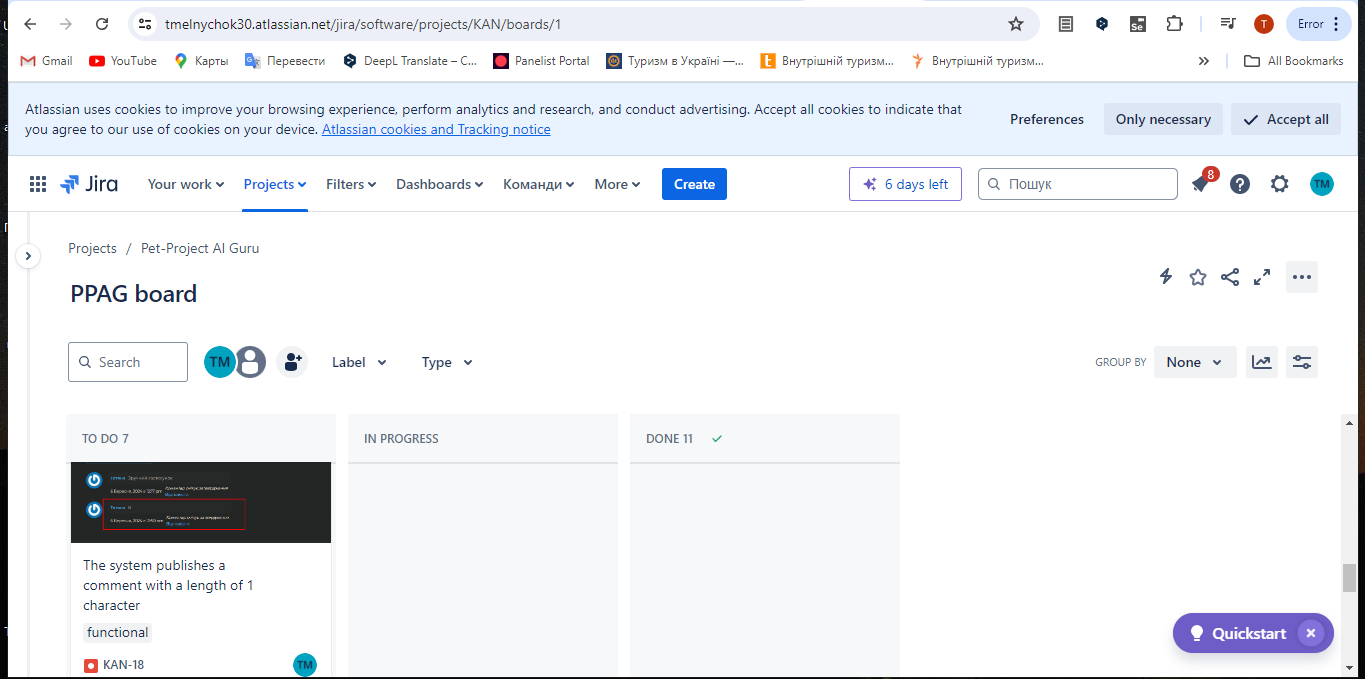 tmelnychok30.atlassian.net/jira/software/projects/KAN/boards/1
Se
T
Error
Gmail
YouTube
Карты
Перевести
DeepL Translate – C...
Panelist Portal
Туризм в Україні —...
Внутрішній туризм...
Внутрішній туризм...
All Bookmarks
Atlassian uses cookies to improve your browsing experience, perform analytics and research, and conduct advertising. Accept all cookies to indicate that
you agree to our use of cookies on your device. Atlassian cookies and Tracking notice
Preferences
Only necessary
Accept all
Jira
Your work
Projects
Filters
Dashboards
Команди
More
Create
6 days left
Пошук
8
TM
Projects / Pet-Project AI Guru
PPAG board
Search
TM
Label
Type
GROUP BY
None
TO DO 7
IN PROGRESS
DONE 11
The system publishes a
comment with a length of 1
character
functional
KAN-18
TM
Quickstart